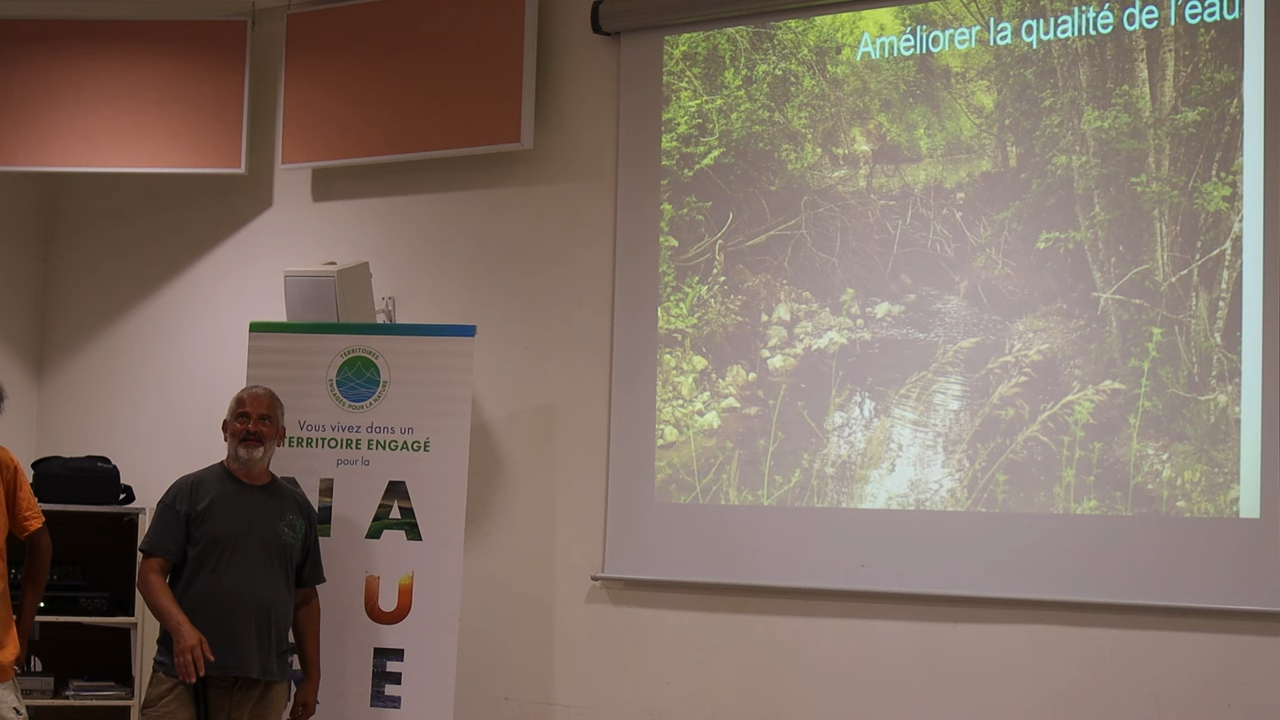 Améliorer la qualité de l'eau
TERRITOIRES
ENGAGÉS POUR LA NATURE
Vous vivez dans un
TERRITOIRE ENGAGÉ
pour la
N A
U
E